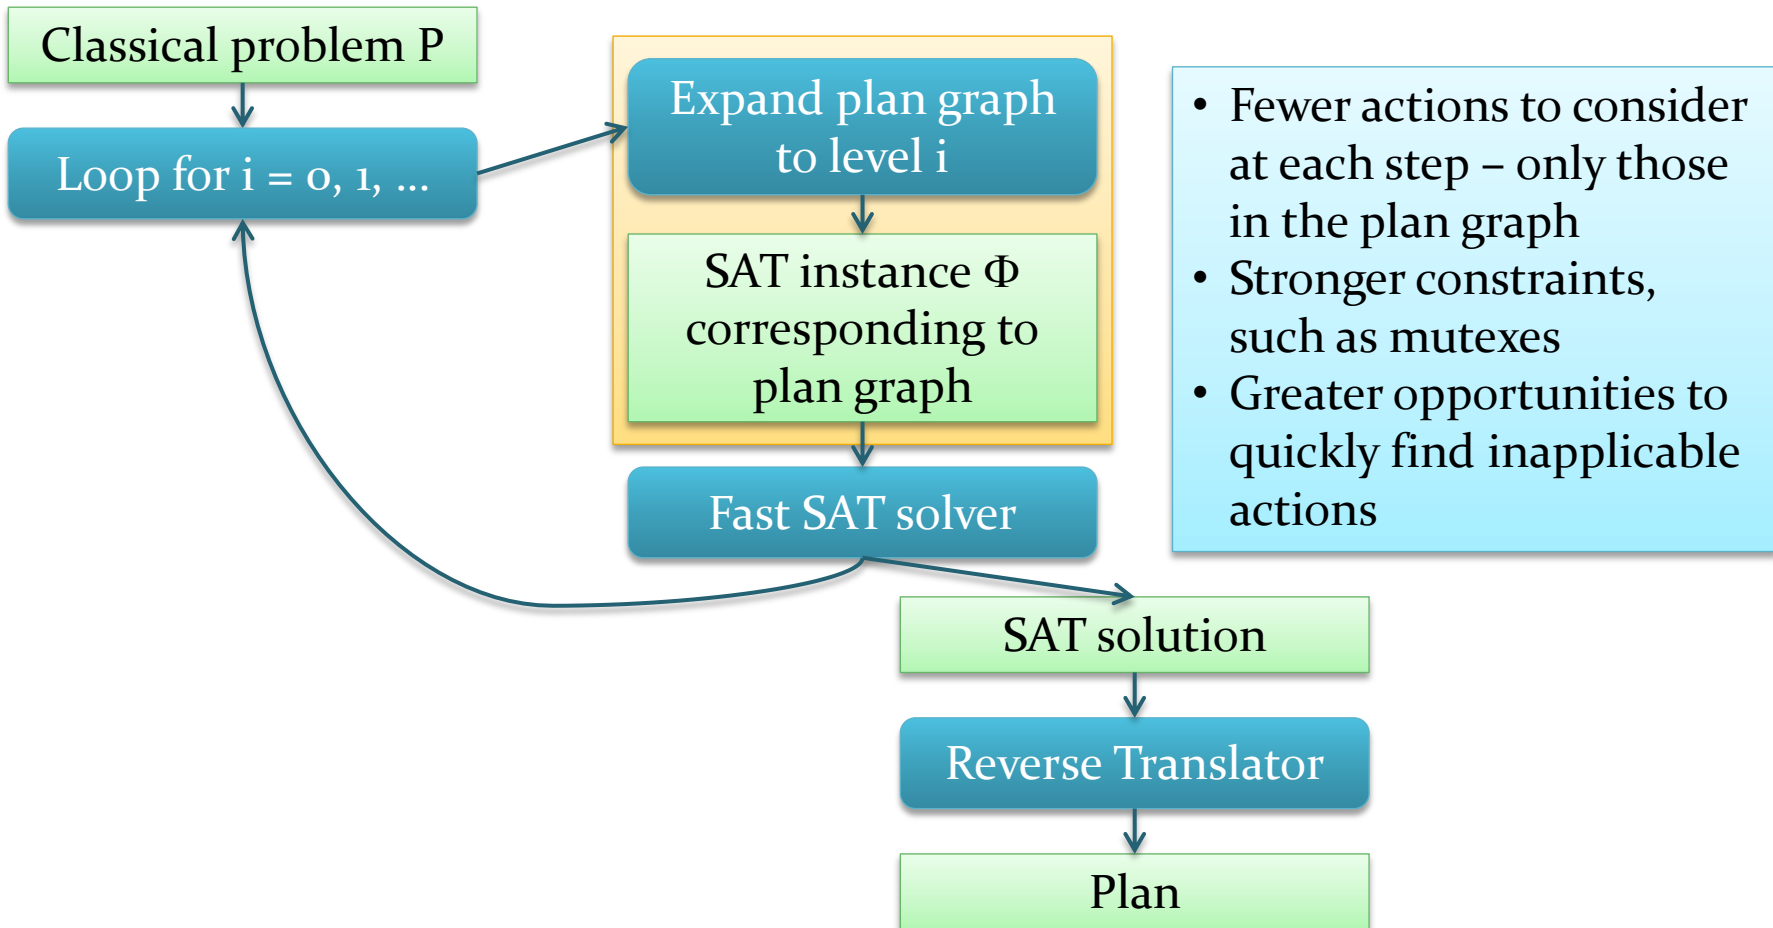 Classical problem P
Loop for i = 0, 1, ...
Expand plan graph
to level i
SAT instance Φ
corresponding to
plan graph
Fast SAT solver
SAT solution
Reverse Translator
Plan
• Fewer actions to consider
at each step – only those
in the plan graph
• Stronger constraints,
such as mutexes
• Greater opportunities to
quickly find inapplicable
actions